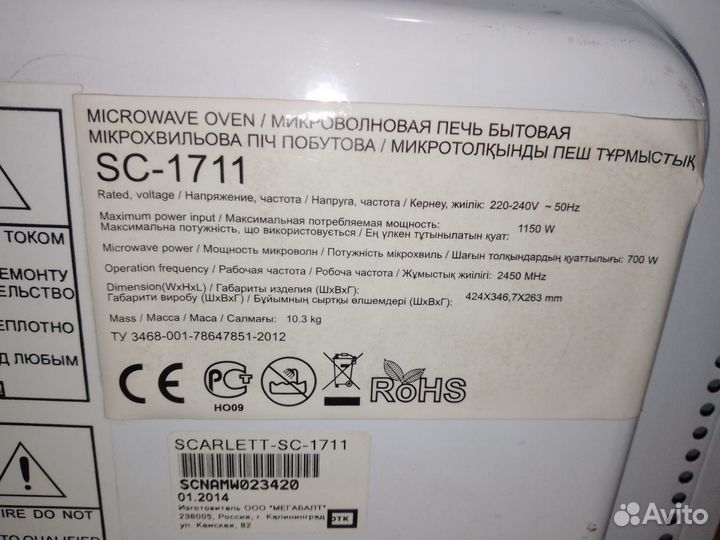 MICROWAVE OVEN / МИКРОВОЛНОВАЯ ПЕЧЬ БЫТОВАЯ
МІКРОХВИЛЬОВА ПІЧ ПОБУТОВА / МИКРОТОЛҚЫНДЫ ПЕШ ТҰРМЫСТЫҚ
SC-1711
Rated, voltage / Напряжение, частота / Напруга, частота / Кернеу, жиілік: 220-240V ~ 50Hz
Maximum power input / Максимальная потребляемая мощность:
Максимальна потужність, що використовується / Ең үлкен тұтынылатын қуат: 1150 W
Microwave power / Мощность микроволн / Потужність мікрохвиль / Шағын толқындардың қуаттылығы: 700 W
Operation frequency / Рабочая частота / Робоча частота / Жұмыстық жиілігі: 2450 MHz
Dimension(WxHxL) / Габариты изделия (ШхВхГ):
Габарити виробу (ШхВхГ) / Бұйымның сыртқы өлшемдері (ШхВхГ): 424X346,7X263 mm
Mass / Масса / Маса / Салмағы: 10.3 kg
ТУ 3468-001-78647851-2012
CE
РСТ
НО09
RoHS
ТОКОМ
ЕМОНТУ
ЕЛЬСТВО
ЕПЛОТНО
Д ЛЮБЫМ
SCARLETT-SC-1711
SCNAMW023420
01.2014
Изготовитель ООО "МЕГАБАЛТ"
236005, Россия, г. Калининград
ул. Камская, 82
ОТК
IRE DO NOT
QUALIFIED
Avito